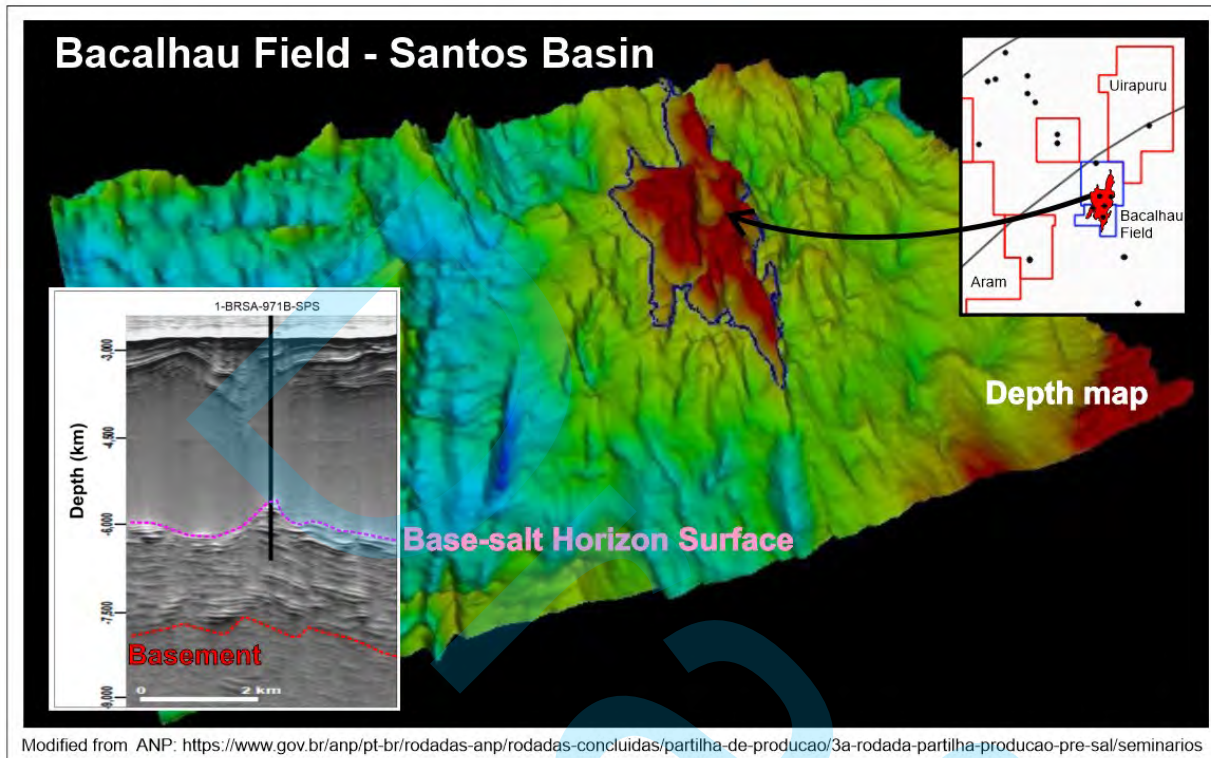 Bacalhau Field - Santos Basin
Uirapuru
Bacalhau
Field
Aram
1-BRSA-971B-SPS
Depth (km)
-3,000
-4,500
-6,000
-7,500
-9,000
Depth map
Base-salt Horizon Surface
Basement
0 2 km
Modified from ANP: https://www.gov.br/anp/pt-br/rodadas-anp/rodadas-concluidas/partilha-de-producao/3a-rodada-partilha-producao-pre-sal/seminarios